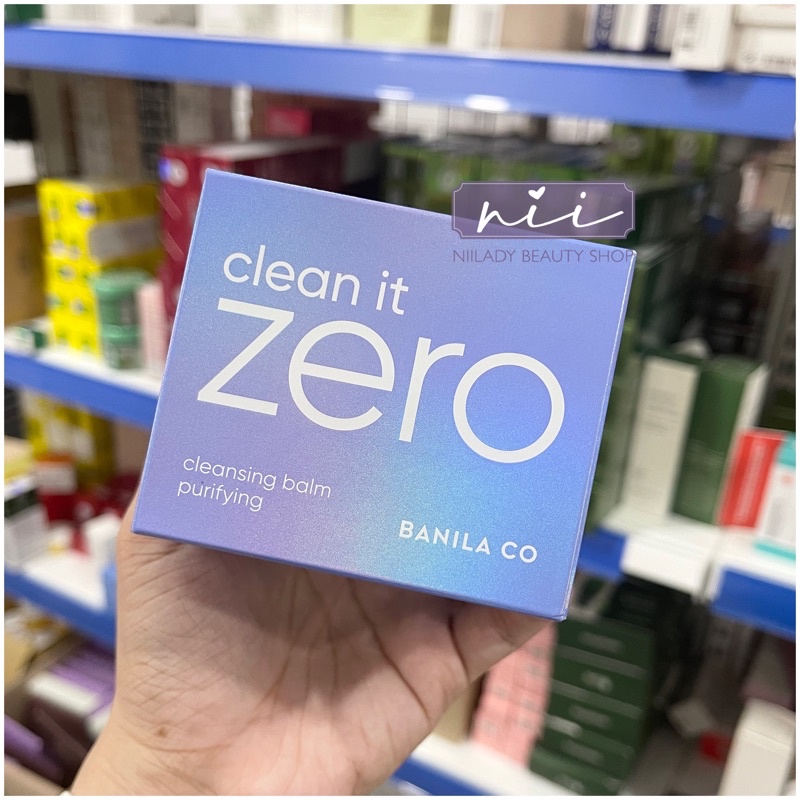 nii
NIILADY BEAUTY SHOP
clean it
zero
cleansing balm
purifying
BANILA CO